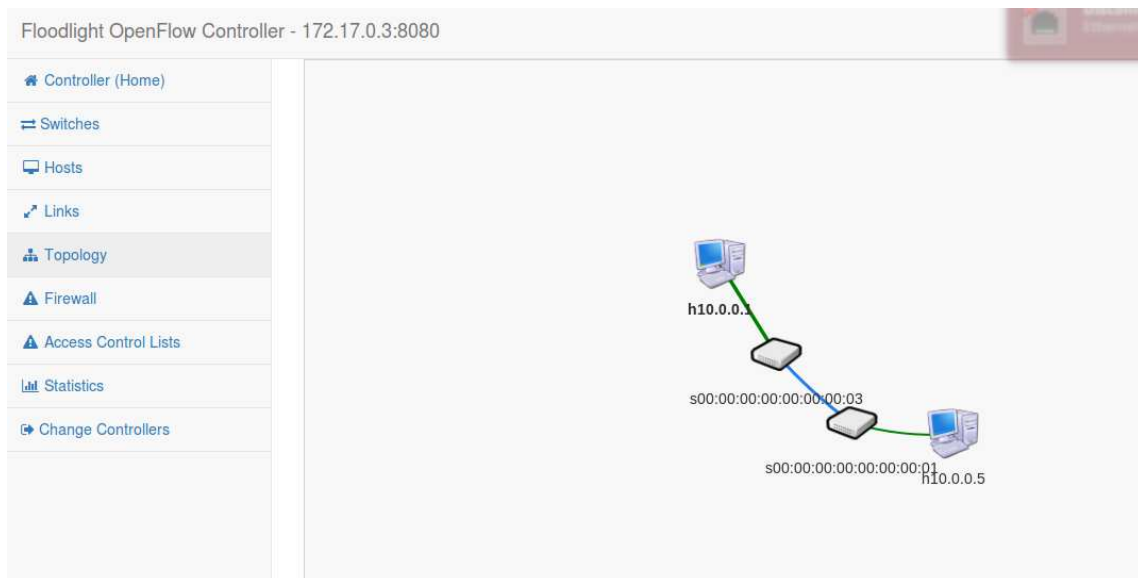 Floodlight OpenFlow Controller - 172.17.0.3:8080
Controller (Home)
Switches
Hosts
Links
Topology
Firewall
Access Control Lists
Statistics
Change Controllers
h10.0.0.1
s00:00:00:00:00:00:00:03
s00:00:00:00:00:00:00:01
h10.0.0.5